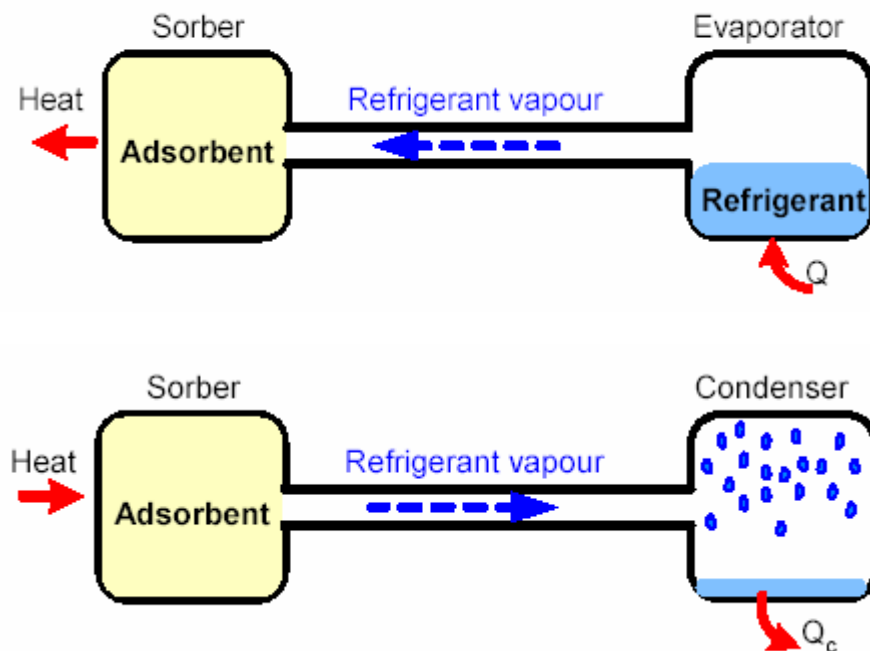 Sorber
Evaporator
Heat
Refrigerant vapour
Adsorbent
Refrigerant
Q
Sorber
Condenser
Heat
Refrigerant vapour
Adsorbent
Qc